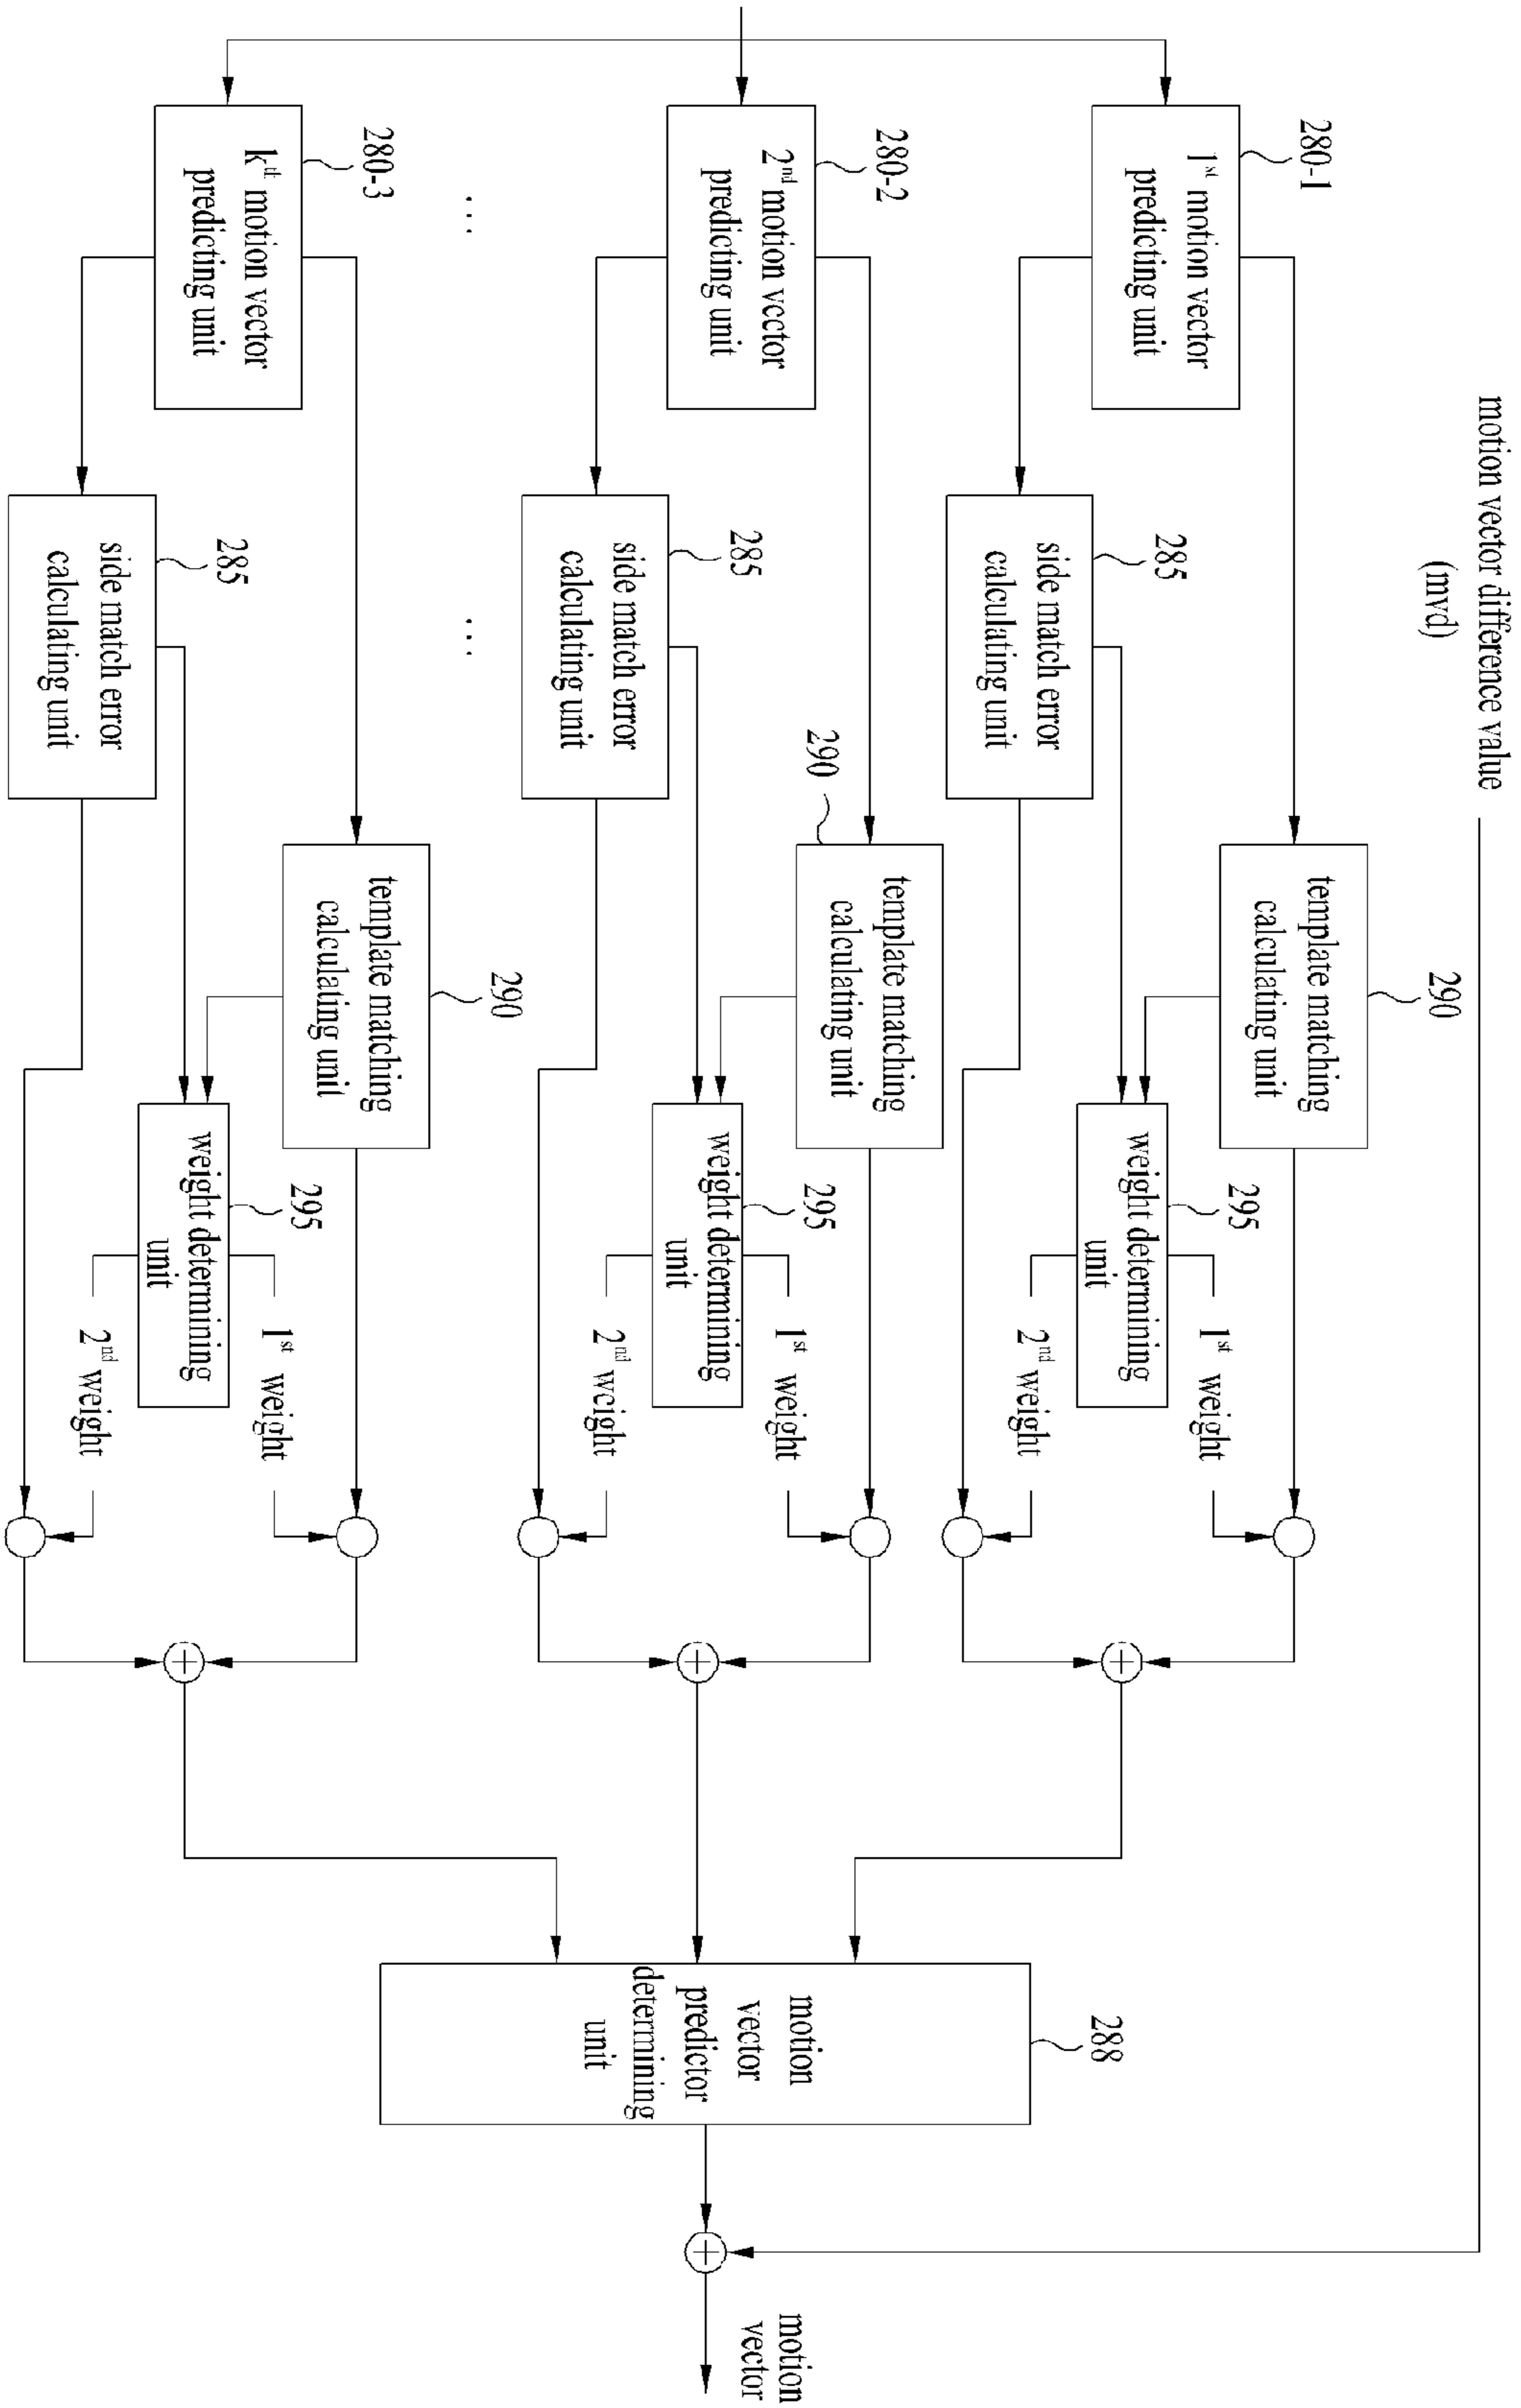 motion vector difference value
(mvd)
280-1
1st motion vector
predicting unit
285
side match error
calculating unit
290
template matching
calculating unit
295
weight determining
unit
1st weight
2nd weight
280-2
2nd motion vector
predicting unit
285
side match error
calculating unit
290
template matching
calculating unit
295
weight determining
unit
1st weight
2nd weight
...
...
280-3
kth motion vector
predicting unit
285
side match error
calculating unit
290
template matching
calculating unit
295
weight determining
unit
1st weight
2nd weight
288
motion
vector
predictor
determining
unit
motion
vector